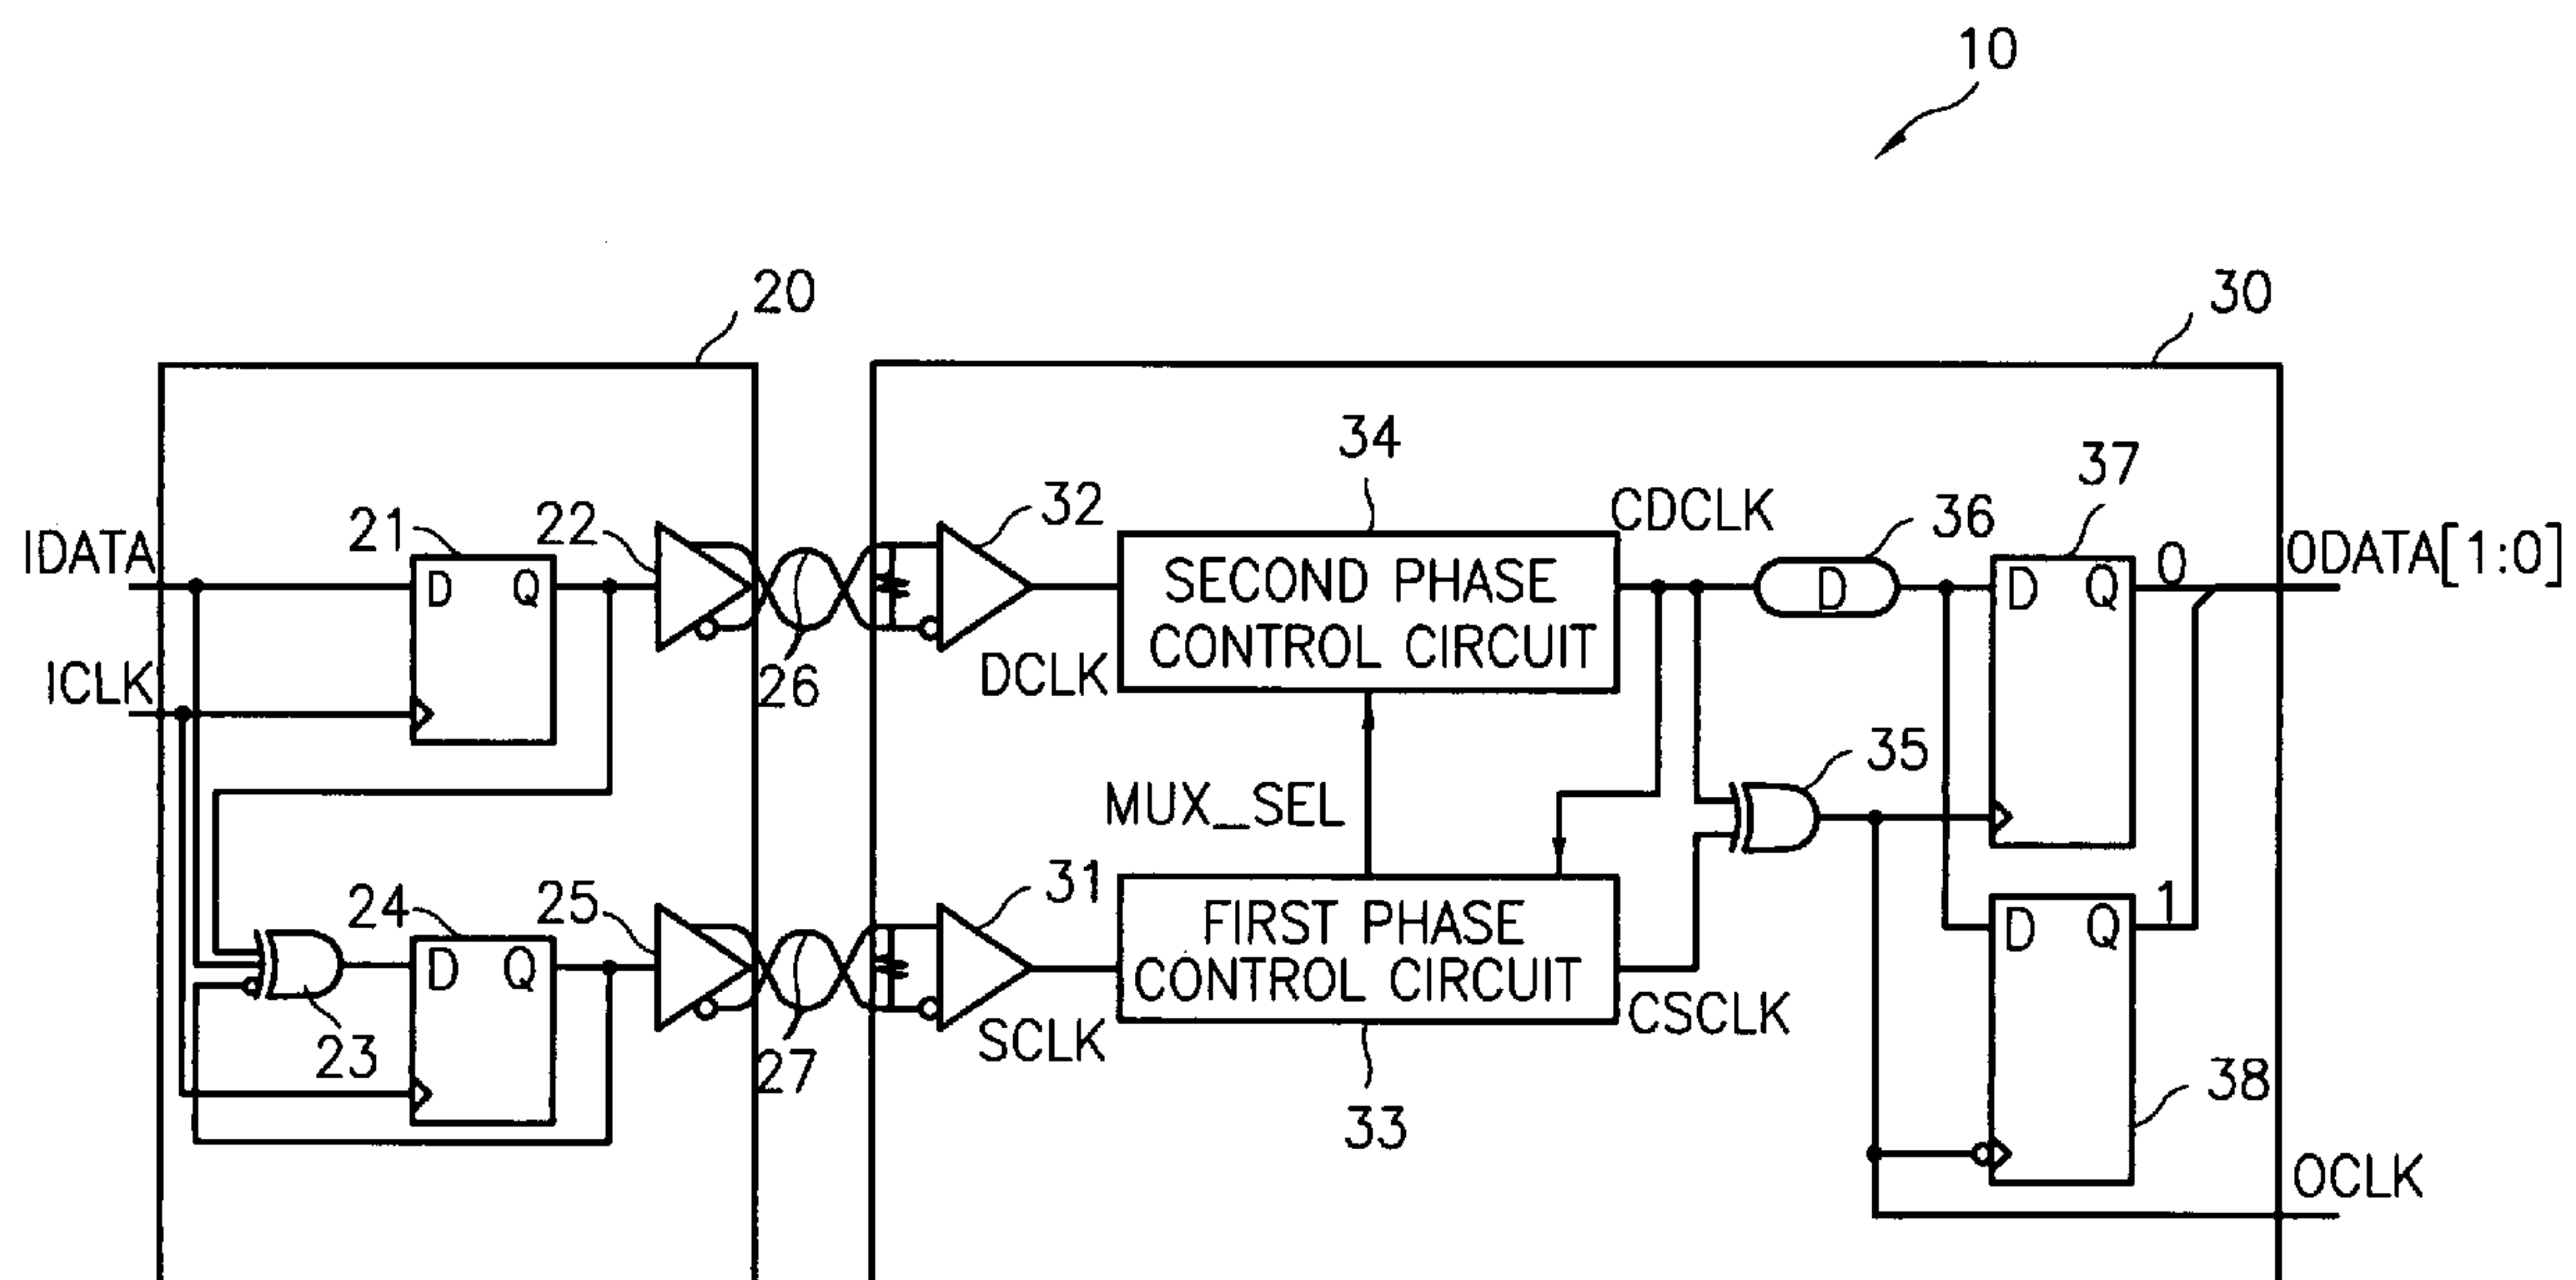 10
20
30
34
37
32
CDCLK
36
21
22
IDATA
ODATA[1:0]
D Q
SECOND PHASE
CONTROL CIRCUIT
D
D Q
0
ICLK
26
DCLK
35
MUX_SEL
24
25
31
FIRST PHASE
CONTROL CIRCUIT
D Q
D Q
1
23
27
SCLK
CSCLK
33
38
OCLK